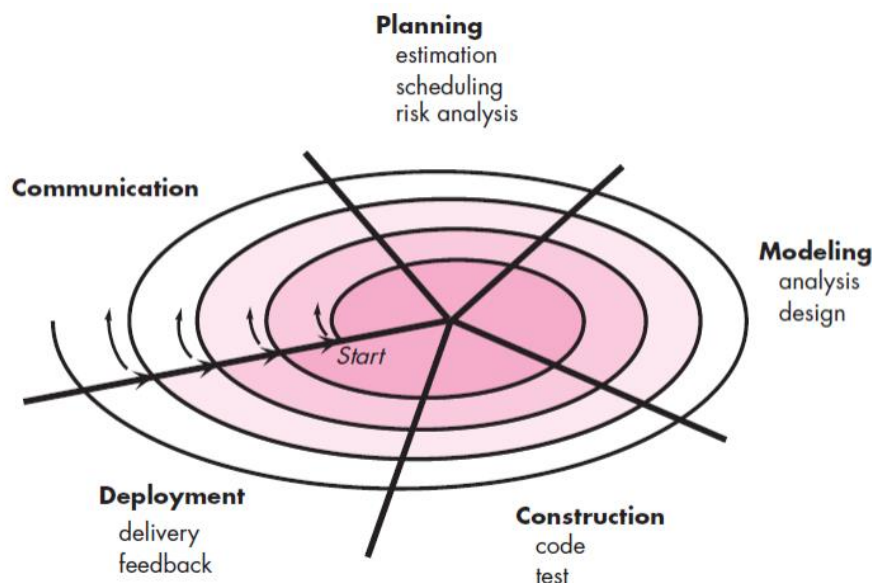 Planning
estimation
scheduling
risk analysis
Communication
Modeling
analysis
design
Start
Deployment
delivery
feedback
Construction
code
test